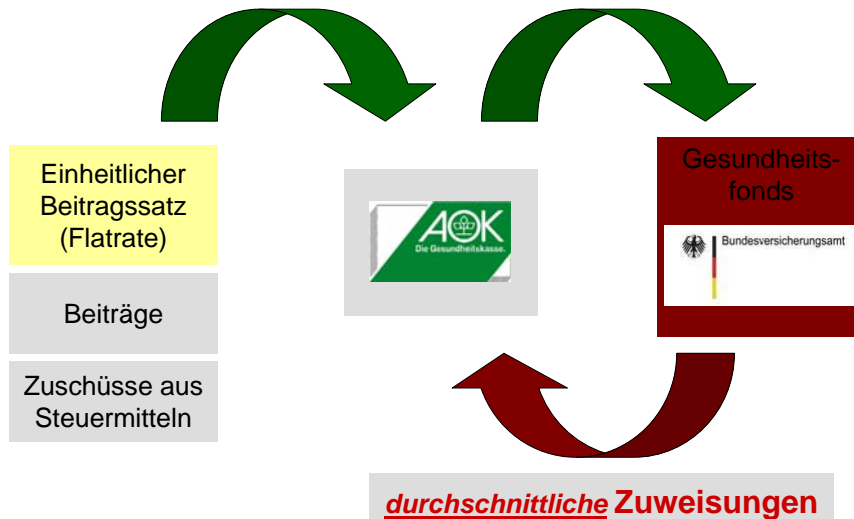 Einheitlicher
Beitragssatz
(Flatrate)
Beiträge
Zuschüsse aus
Steuermitteln
AOK
Die Gesundheitskasse.
Gesundheits-
fonds
Bundesversicherungsamt
durchschnittliche Zuweisungen